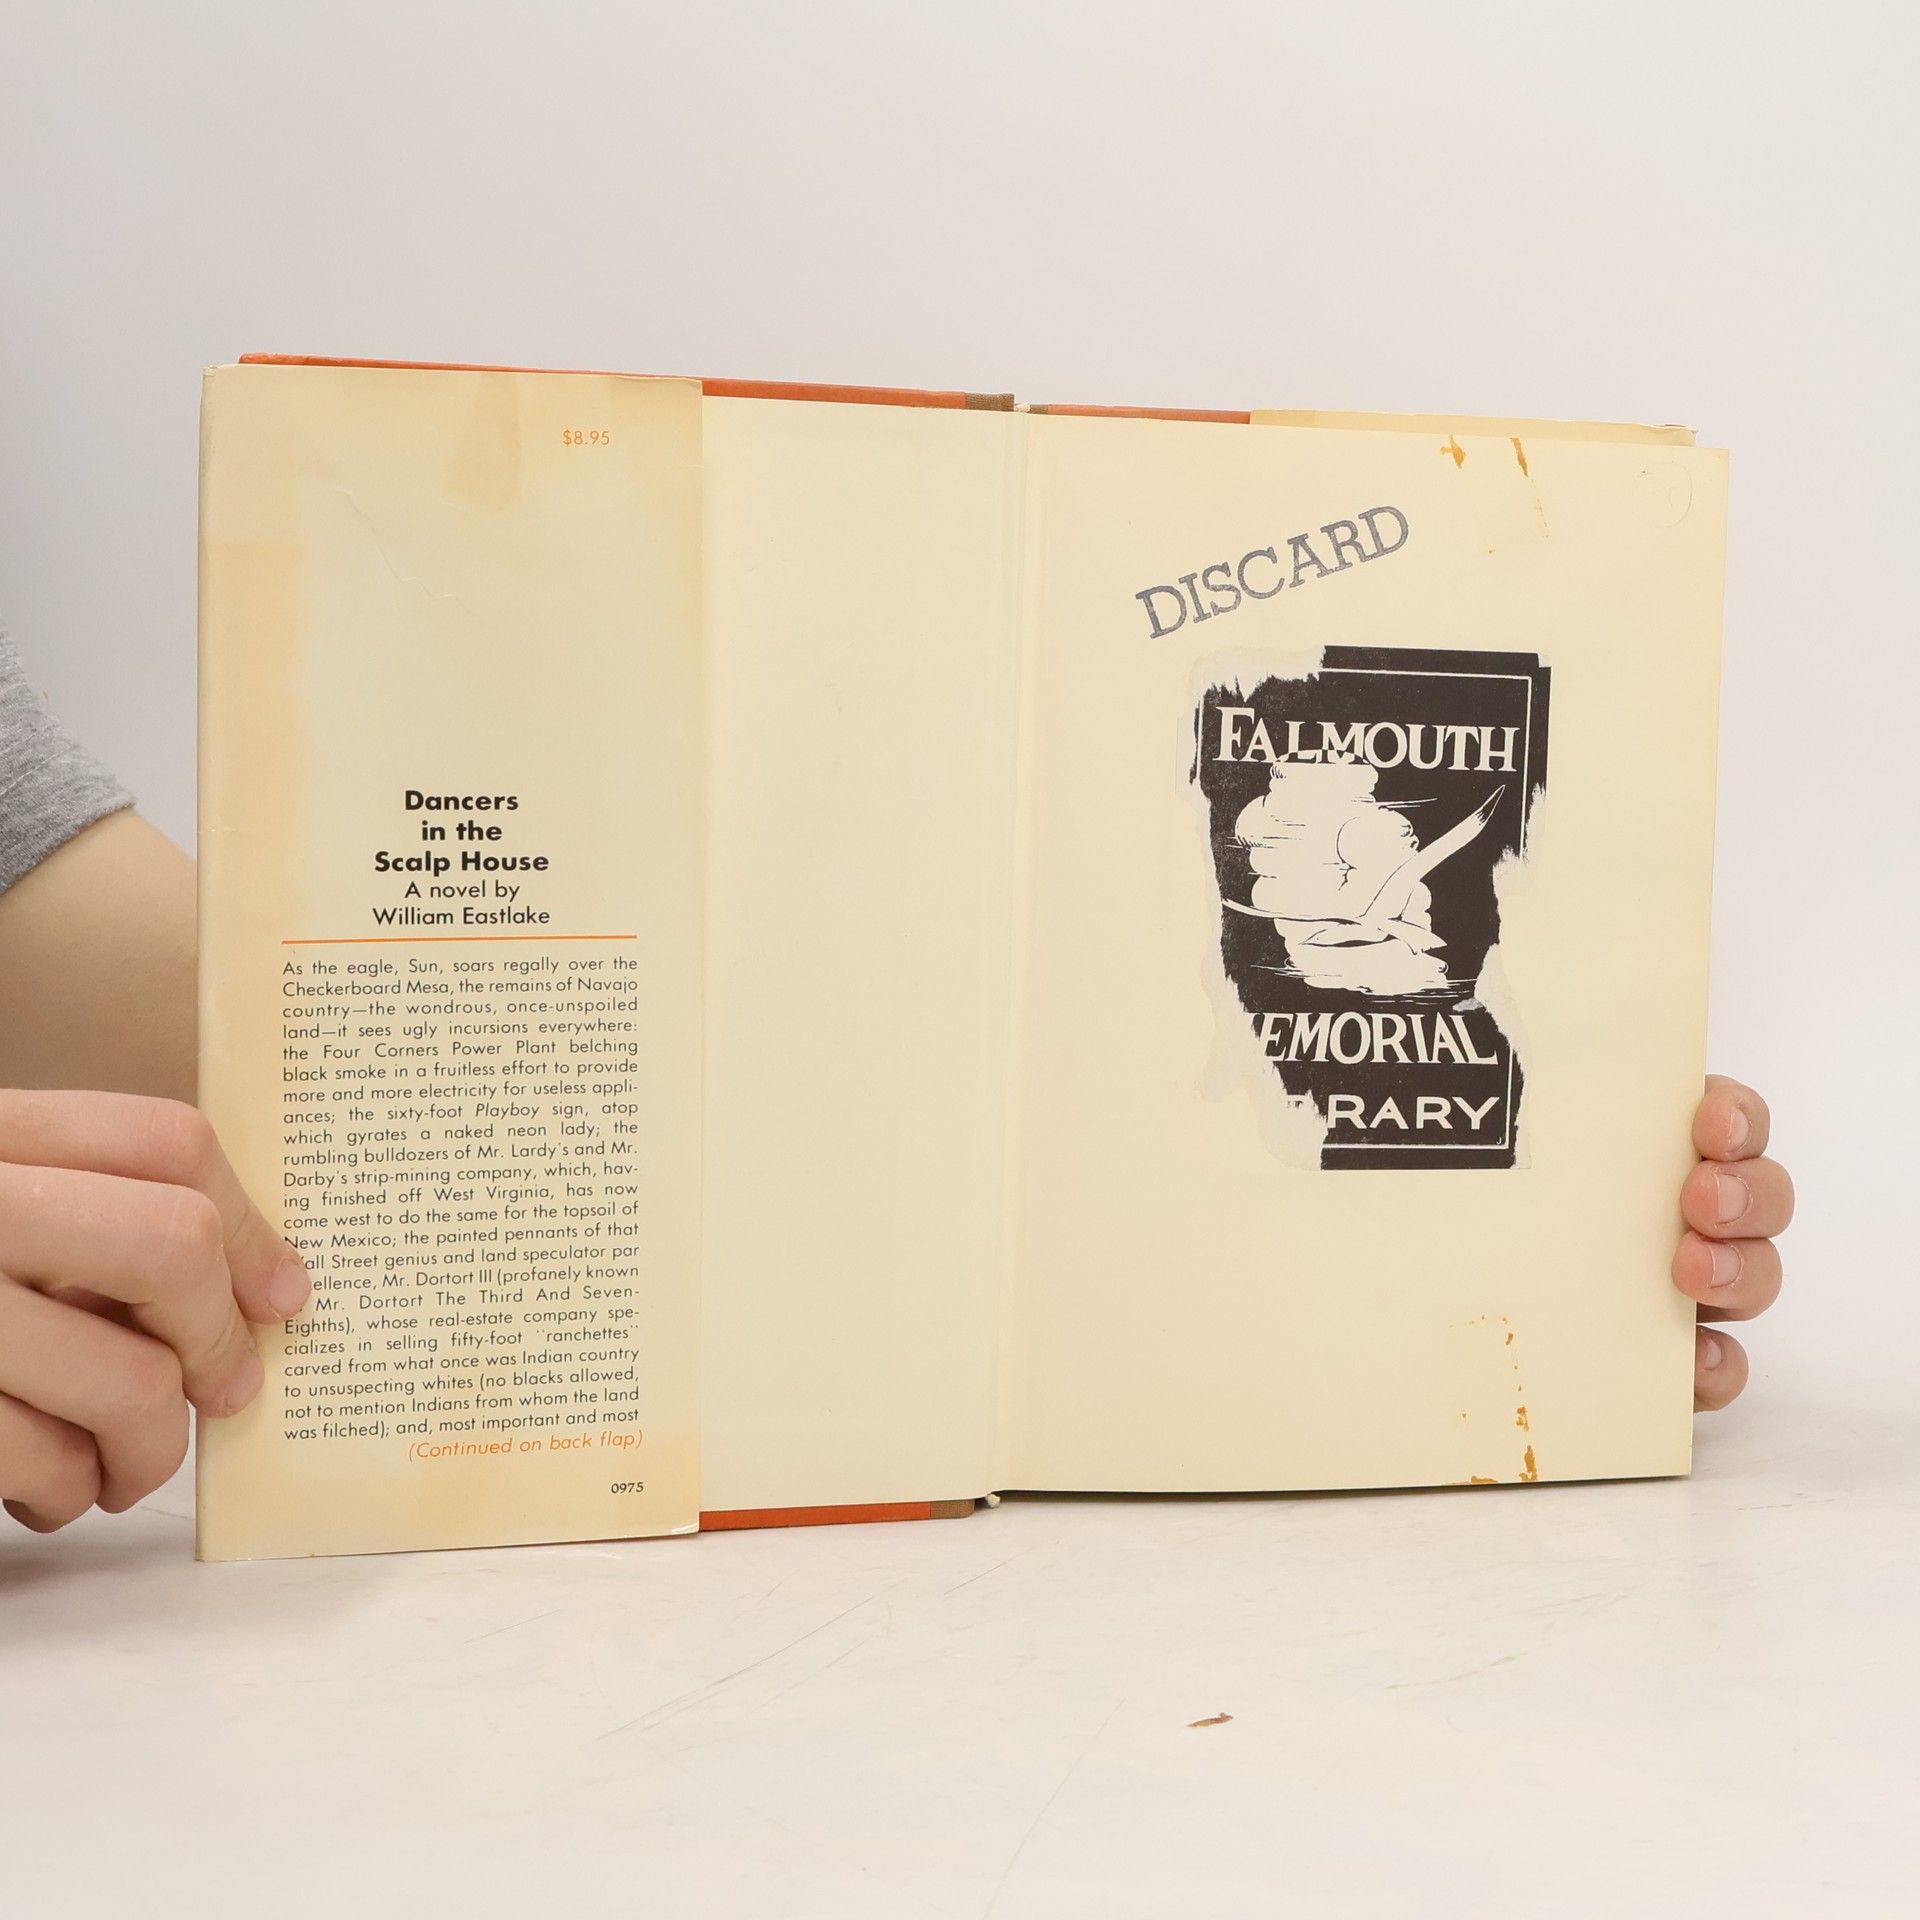 $8.95
Dancers
in the
Scalp House
A novel by
William Eastlake
As the eagle, Sun, soars regally over the
Checkerboard Mesa, the remains of Navajo
country—the wondrous, once-unspoiled
land—it sees ugly incursions everywhere:
the Four Corners Power Plant belching
black smoke in a fruitless effort to provide
more and more electricity for useless appli-
ances; the sixty-foot Playboy sign, atop
which gyrates a naked neon lady; the
rumbling bulldozers of Mr. Lardy's and Mr.
Darby's strip-mining company, which, hav-
ing finished off West Virginia, has now
come west to do the same for the topsoil of
New Mexico; the painted pennants of that
all Street genius and land speculator par
ellence, Mr. Dortort III (profanely known
Mr. Dortort The Third And Seven-
Eighths), whose real-estate company spe-
cializes in selling fifty-foot "ranchettes"
carved from what once was Indian country
to unsuspecting whites (no blacks allowed,
not to mention Indians from whom the land
was filched); and, most important and most
(Continued on back flap)
0975
DISCARD
FALMOUTH
EMORIAL
RARY